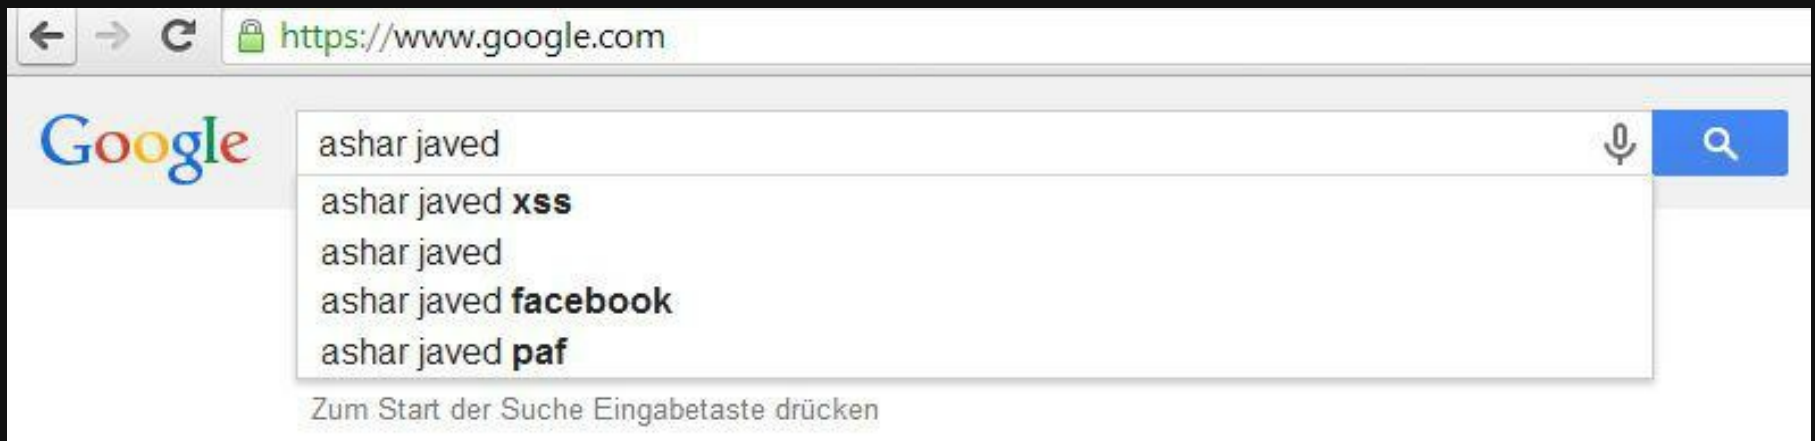 https://www.google.com
Google
ashar javed
ashar javed xss
ashar javed
ashar javed facebook
ashar javed paf
Zum Start der Suche Eingabetaste drücken